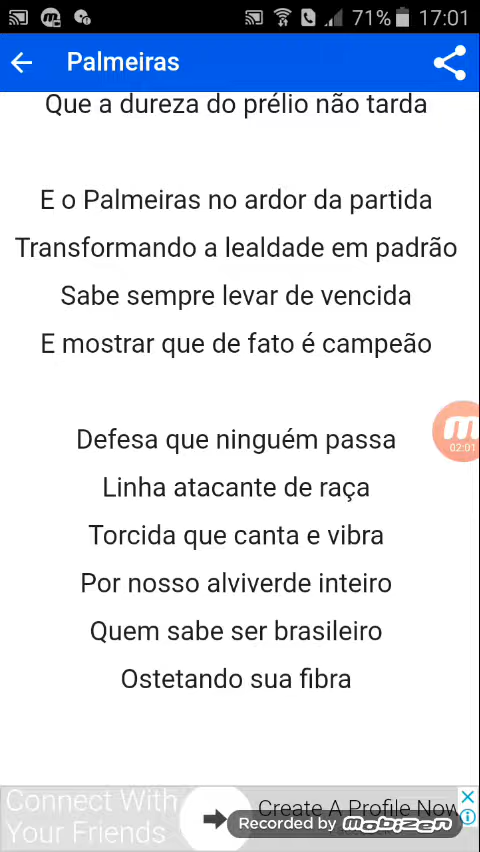 71% 17:01
Palmeiras
Que a dureza do prélio não tarda
E o Palmeiras no ardor da partida
Transformando a lealdade em padrão
Sabe sempre levar de vencida
E mostrar que de fato é campeão
Defesa que ninguém passa
Linha atacante de raça
Torcida que canta e vibra
Por nosso alviverde inteiro
Quem sabe ser brasileiro
Ostetando sua fibra
m
02:01
Connect With
Your Friends
Create A Profile Now
Recorded by mobizen